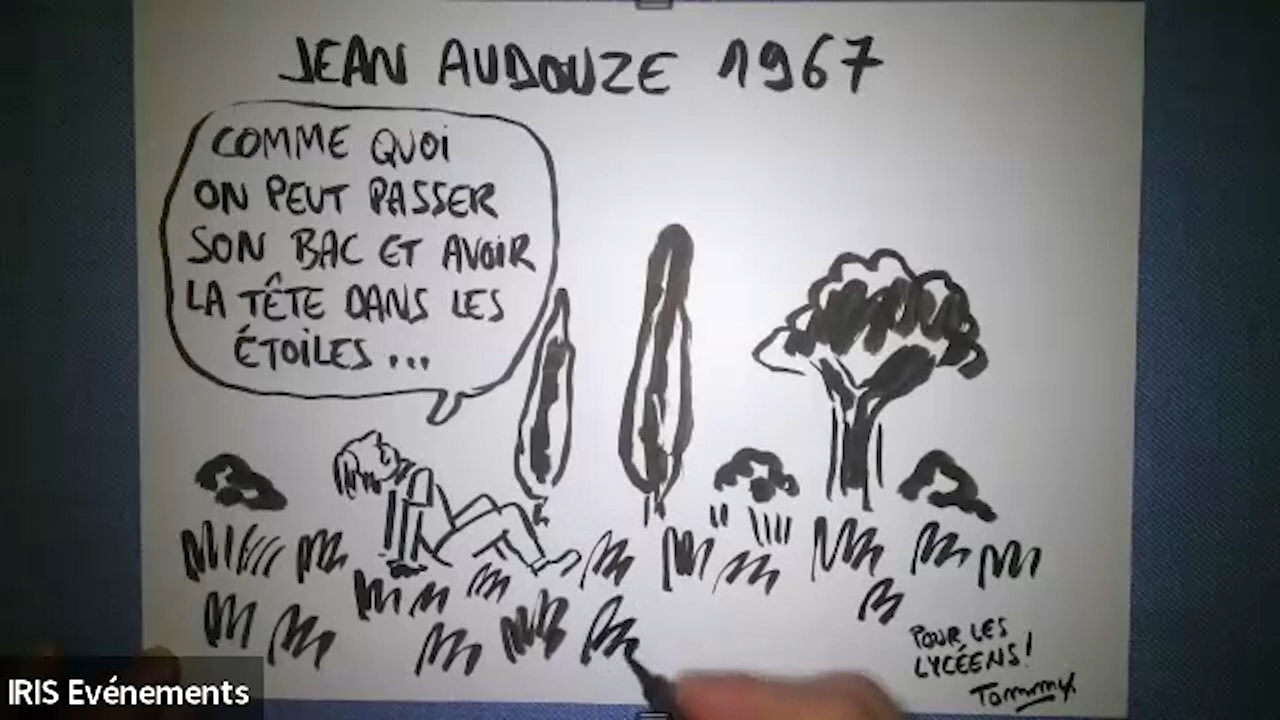 JEAN AUDOUZE 1967
COMME QUOI
ON PEUT PASSER
SON BAC ET AVOIR
LA TÊTE DANS LES
ÉTOILES...
POUR LES
LYCÉENS!
Tommy
IRIS Evénements